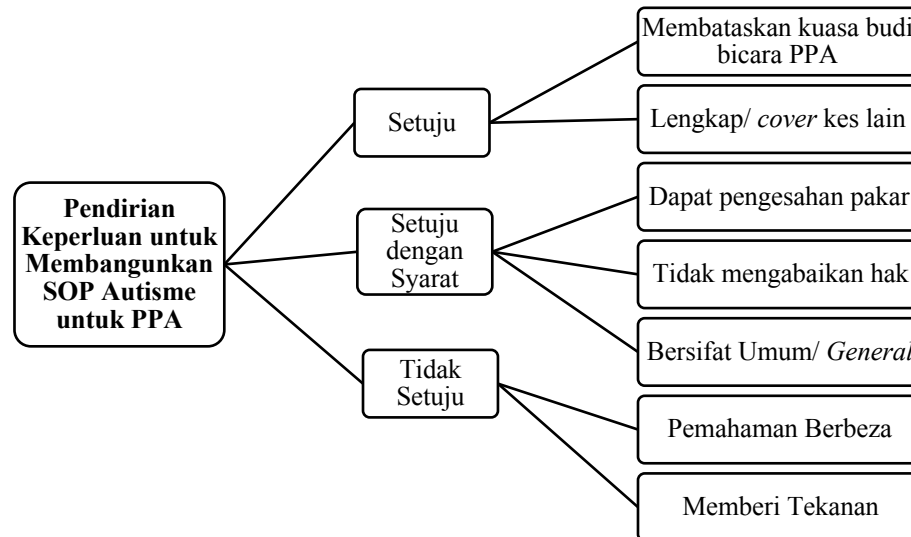 Pendirian
Keperluan untuk
Membangunkan
SOP Autisme
untuk PPA
Setuju
Membataskan kuasa budi
bicara PPA
Lengkap/ cover kes lain
Setuju
dengan
Syarat
Dapat pengesahan pakar
Tidak mengabaikan hak
Bersifat Umum/ General
Tidak
Setuju
Pemahaman Berbeza
Memberi Tekanan